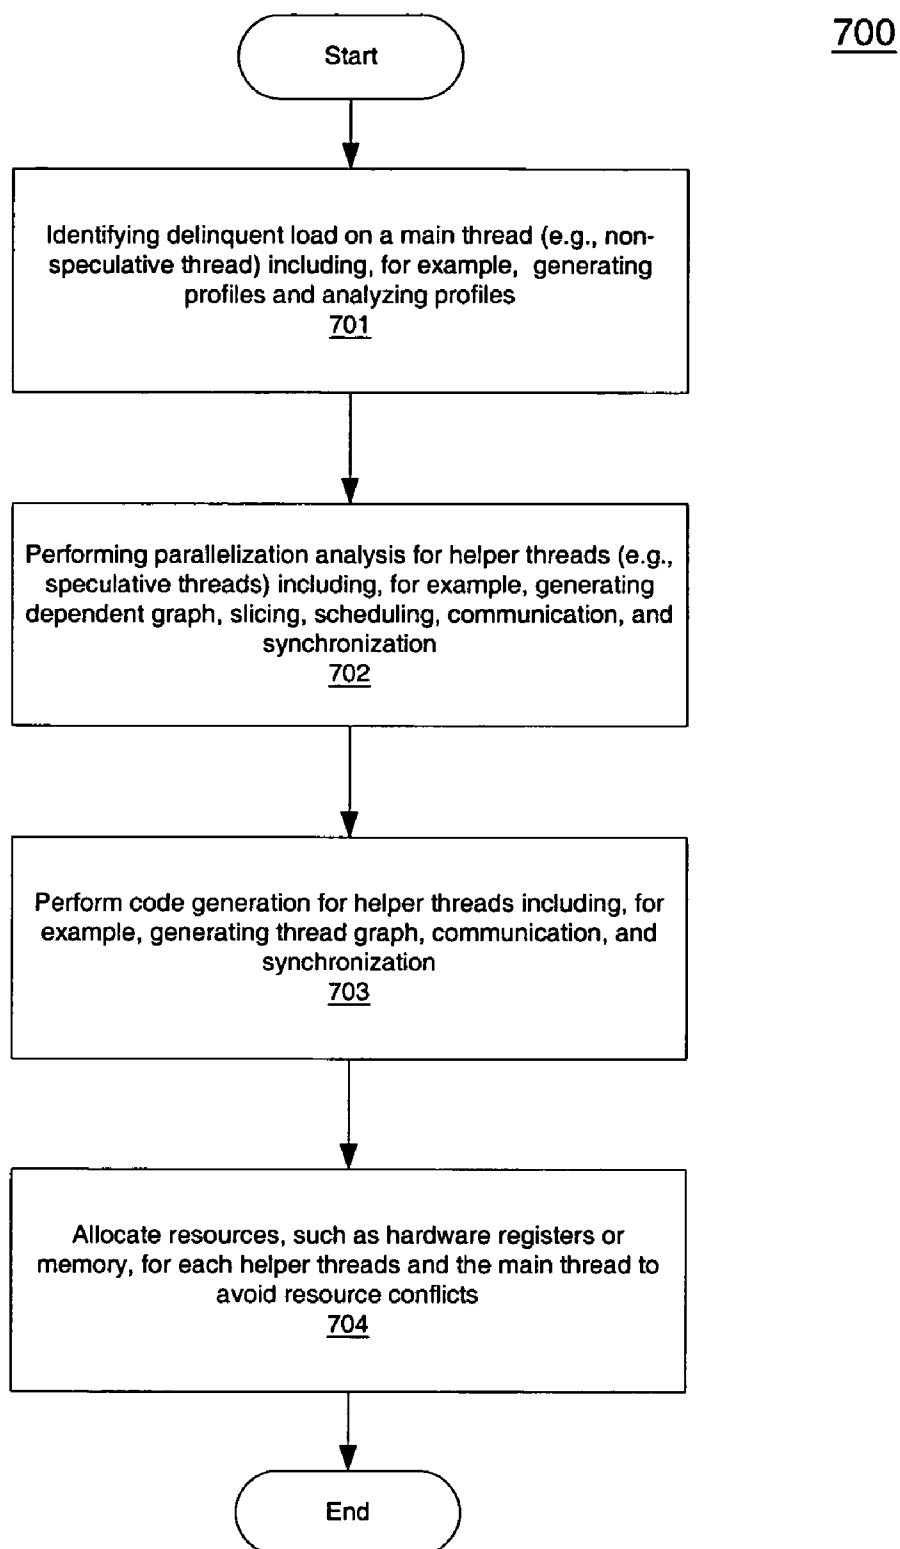 700
Start
Identifying delinquent load on a main thread (e.g., non-
speculative thread) including, for example, generating
profiles and analyzing profiles
701
Performing parallelization analysis for helper threads (e.g.,
speculative threads) including, for example, generating
dependent graph, slicing, scheduling, communication, and
synchronization
702
Perform code generation for helper threads including, for
example, generating thread graph, communication, and
synchronization
703
Allocate resources, such as hardware registers or
memory, for each helper threads and the main thread to
avoid resource conflicts
704
End